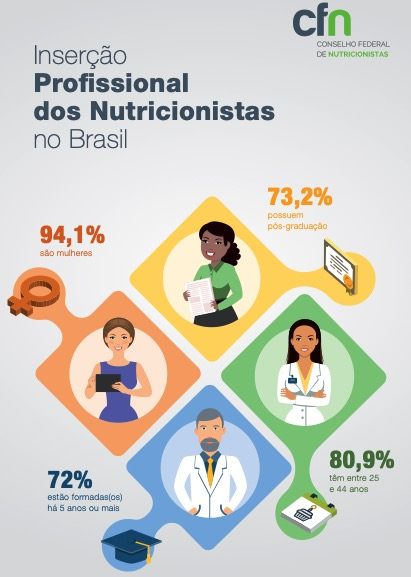 cfn
CONSELHO FEDERAL
DE NUTRICIONISTAS
Inserção
Profissional
dos Nutricionistas
no Brasil
73,2%
possuem
pós-graduação
94,1%
são mulheres
80,9%
têm entre 25
e 44 anos
72%
estão formadas(os)
há 5 anos ou mais